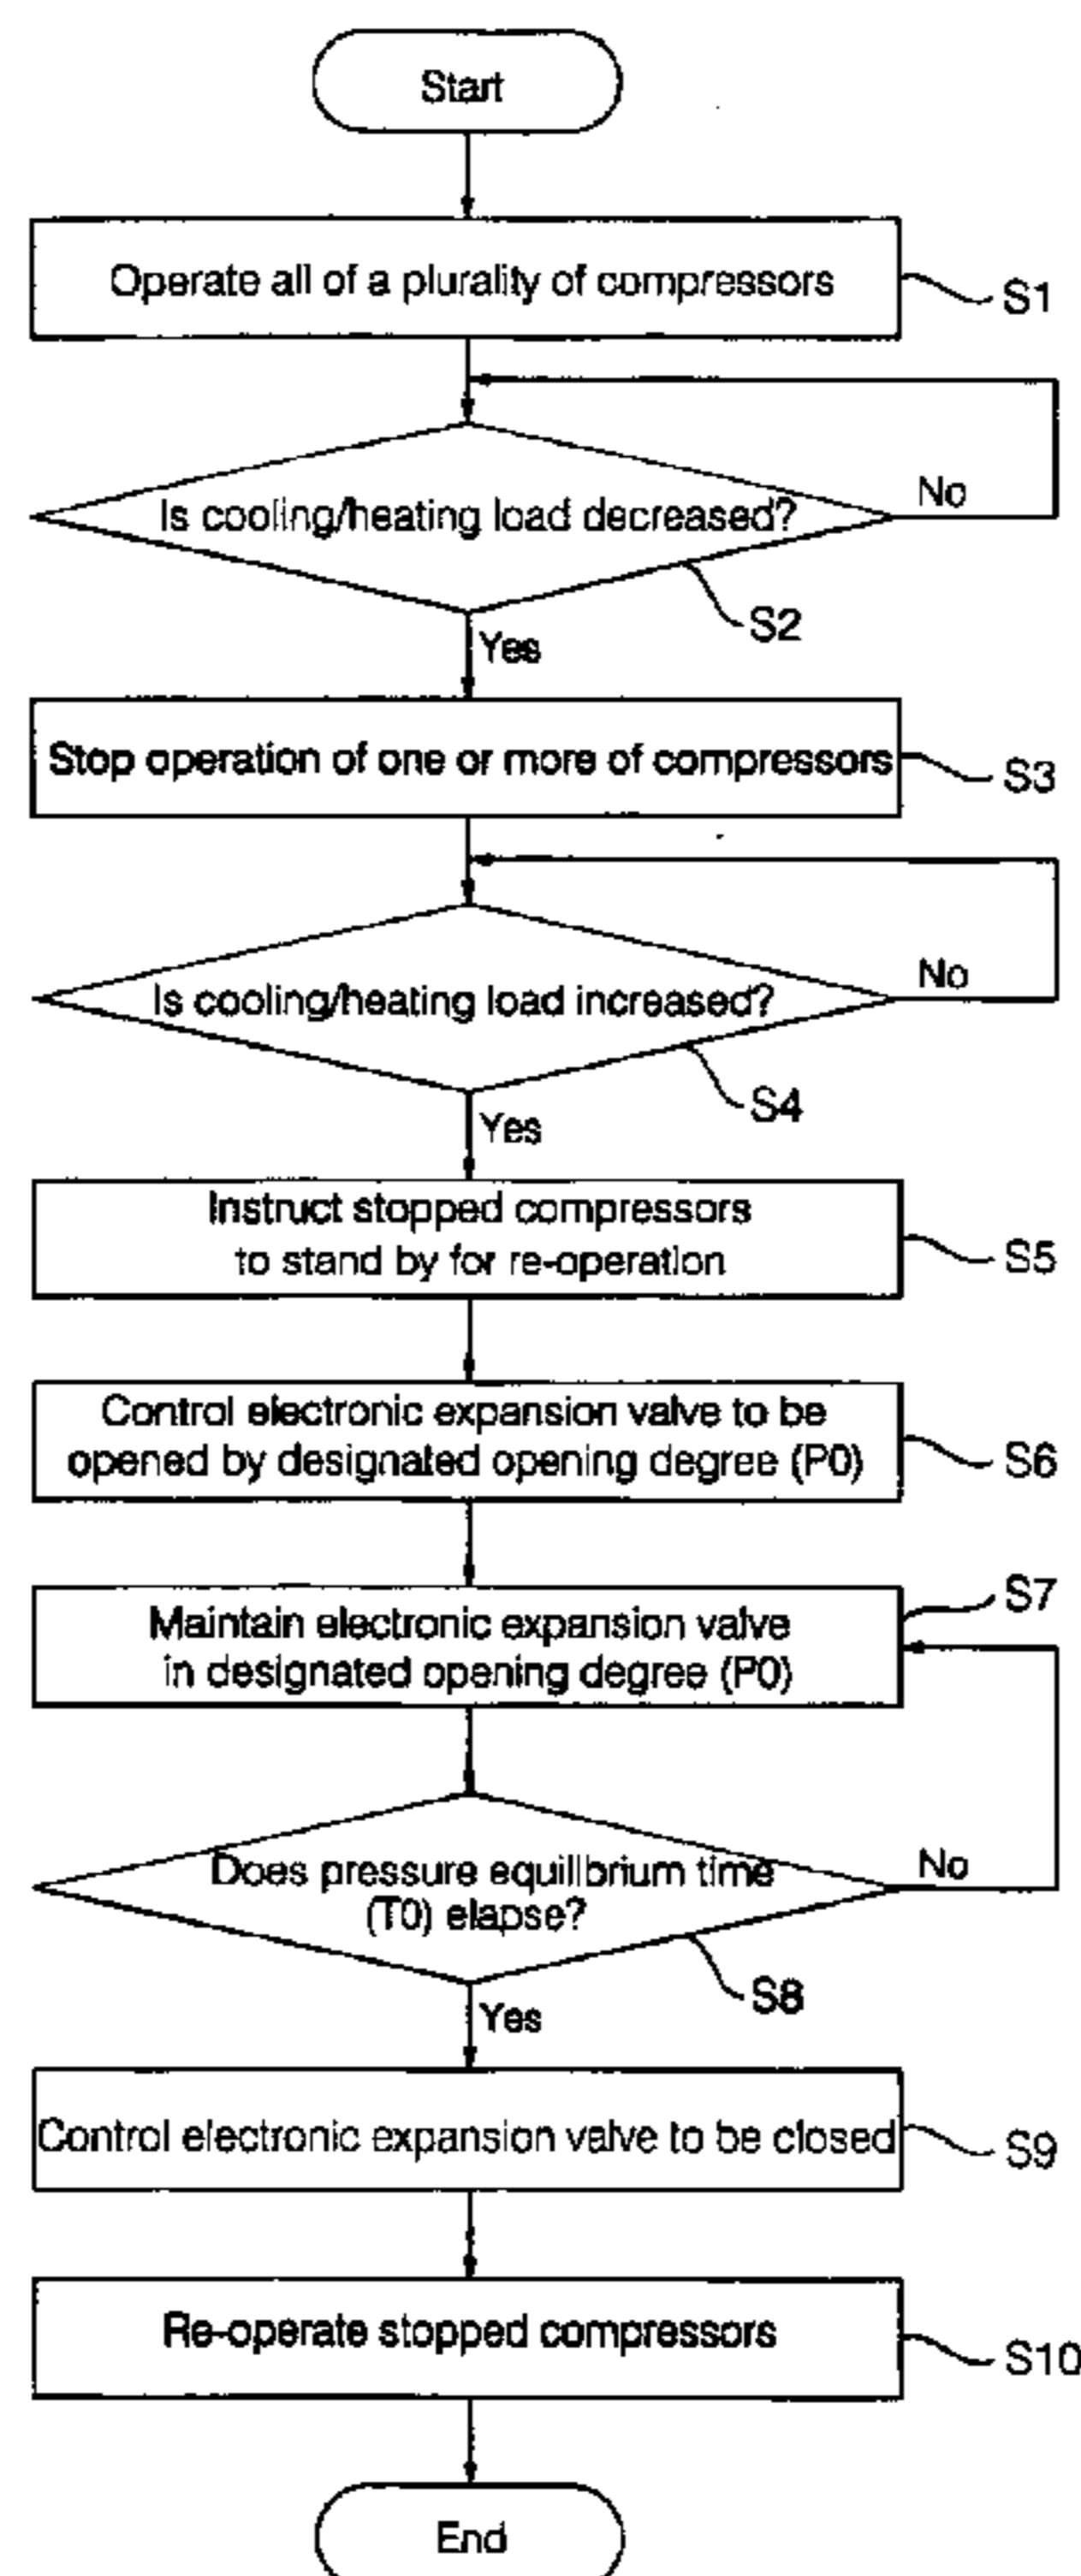 Start
Operate all of a plurality of compressors
S1
Is cooling/heating load decreased?
No
S2
Yes
Stop operation of one or more of compressors
S3
Is cooling/heating load increased?
No
S4
Yes
Instruct stopped compressors
to stand by for re-operation
S5
Control electronic expansion valve to be
opened by designated opening degree (P0)
S6
Maintain electronic expansion valve
in designated opening degree (P0)
S7
Does pressure equilibrium time
(T0) elapse?
No
S8
Yes
Control electronic expansion valve to be closed
S9
Re-operate stopped compressors
S10
End